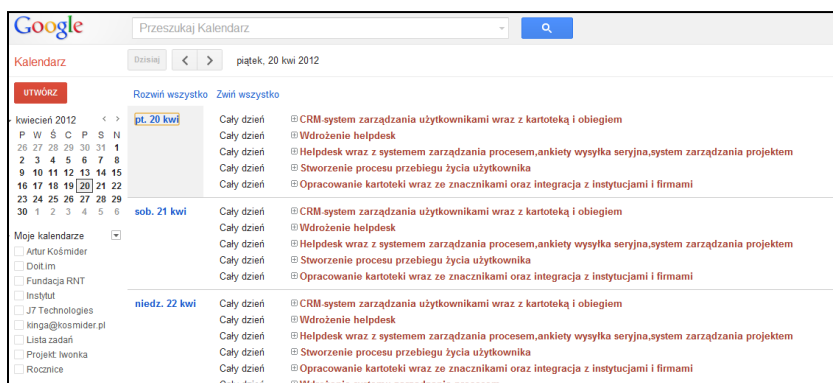 Google
Przeszukaj Kalendarz
Kalendarz
Dzisiaj
piątek, 20 kwi 2012
UTWÓRZ
Rozwiń wszystko Zwiń wszystko
kwiecień 2012
P W Ś C P S N
26 27 28 29 30 31 1
2 3 4 5 6 7 8
9 10 11 12 13 14 15
16 17 18 19 20 21 22
23 24 25 26 27 28 29
30 1 2 3 4 5 6
Moje kalendarze
Artur Kośmider
Doit.im
Fundacja RNT
Instytut
J7 Technologies
kinga@kosmider.pl
Lista zadań
Projekt: Iwonka
Rocznice
pt. 20 kwi
Cały dzień CRM-system zarządzania użytkownikami wraz z kartoteką i obiegiem
Cały dzień Wdrożenie helpdesk
Cały dzień Helpdesk wraz z systemem zarządzania procesem,ankiety wysyłka seryjna,system zarządzania projektem
Cały dzień Stworzenie procesu przebiegu życia użytkownika
Cały dzień Opracowanie kartoteki wraz ze znacznikami oraz integracja z instytucjami i firmami
sob. 21 kwi
Cały dzień CRM-system zarządzania użytkownikami wraz z kartoteką i obiegiem
Cały dzień Wdrożenie helpdesk
Cały dzień Helpdesk wraz z systemem zarządzania procesem,ankiety wysyłka seryjna,system zarządzania projektem
Cały dzień Stworzenie procesu przebiegu życia użytkownika
Cały dzień Opracowanie kartoteki wraz ze znacznikami oraz integracja z instytucjami i firmami
niedz. 22 kwi
Cały dzień CRM-system zarządzania użytkownikami wraz z kartoteką i obiegiem
Cały dzień Wdrożenie helpdesk
Cały dzień Helpdesk wraz z systemem zarządzania procesem,ankiety wysyłka seryjna,system zarządzania projektem
Cały dzień Stworzenie procesu przebiegu życia użytkownika
Cały dzień Opracowanie kartoteki wraz ze znacznikami oraz integracja z instytucjami i firmami